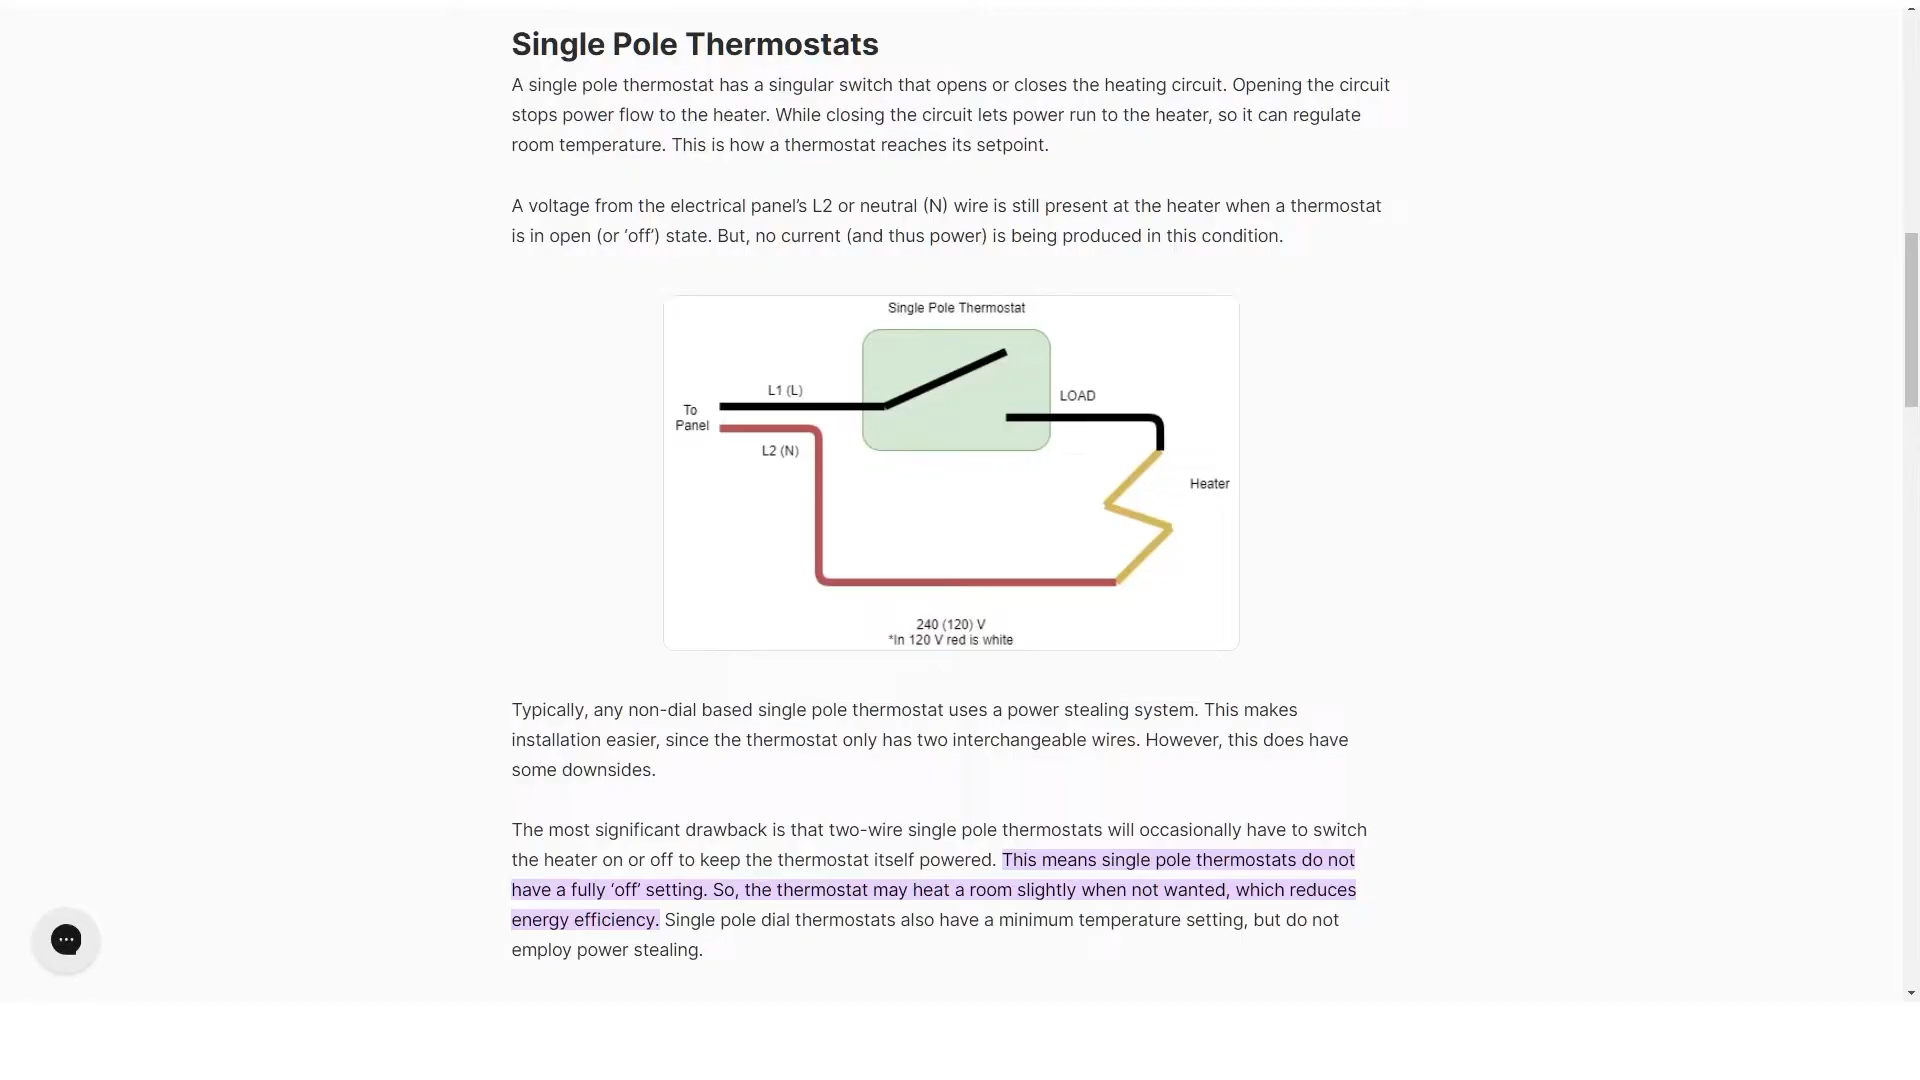 Single Pole Thermostats
A single pole thermostat has a singular switch that opens or closes the heating circuit. Opening the circuit
stops power flow to the heater. While closing the circuit lets power run to the heater, so it can regulate
room temperature. This is how a thermostat reaches its setpoint.
A voltage from the electrical panel’s L2 or neutral (N) wire is still present at the heater when a thermostat
is in open (or ‘off’) state. But, no current (and thus power) is being produced in this condition.
Single Pole Thermostat
L1 (L)
LOAD
To
Panel
L2 (N)
Heater
240 (120) V
*In 120 V red is white
Typically, any non-dial based single pole thermostat uses a power stealing system. This makes
installation easier, since the thermostat only has two interchangeable wires. However, this does have
some downsides.
The most significant drawback is that two-wire single pole thermostats will occasionally have to switch
the heater on or off to keep the thermostat itself powered. This means single pole thermostats do not
have a fully ‘off’ setting. So, the thermostat may heat a room slightly when not wanted, which reduces
energy efficiency. Single pole dial thermostats also have a minimum temperature setting, but do not
employ power stealing.